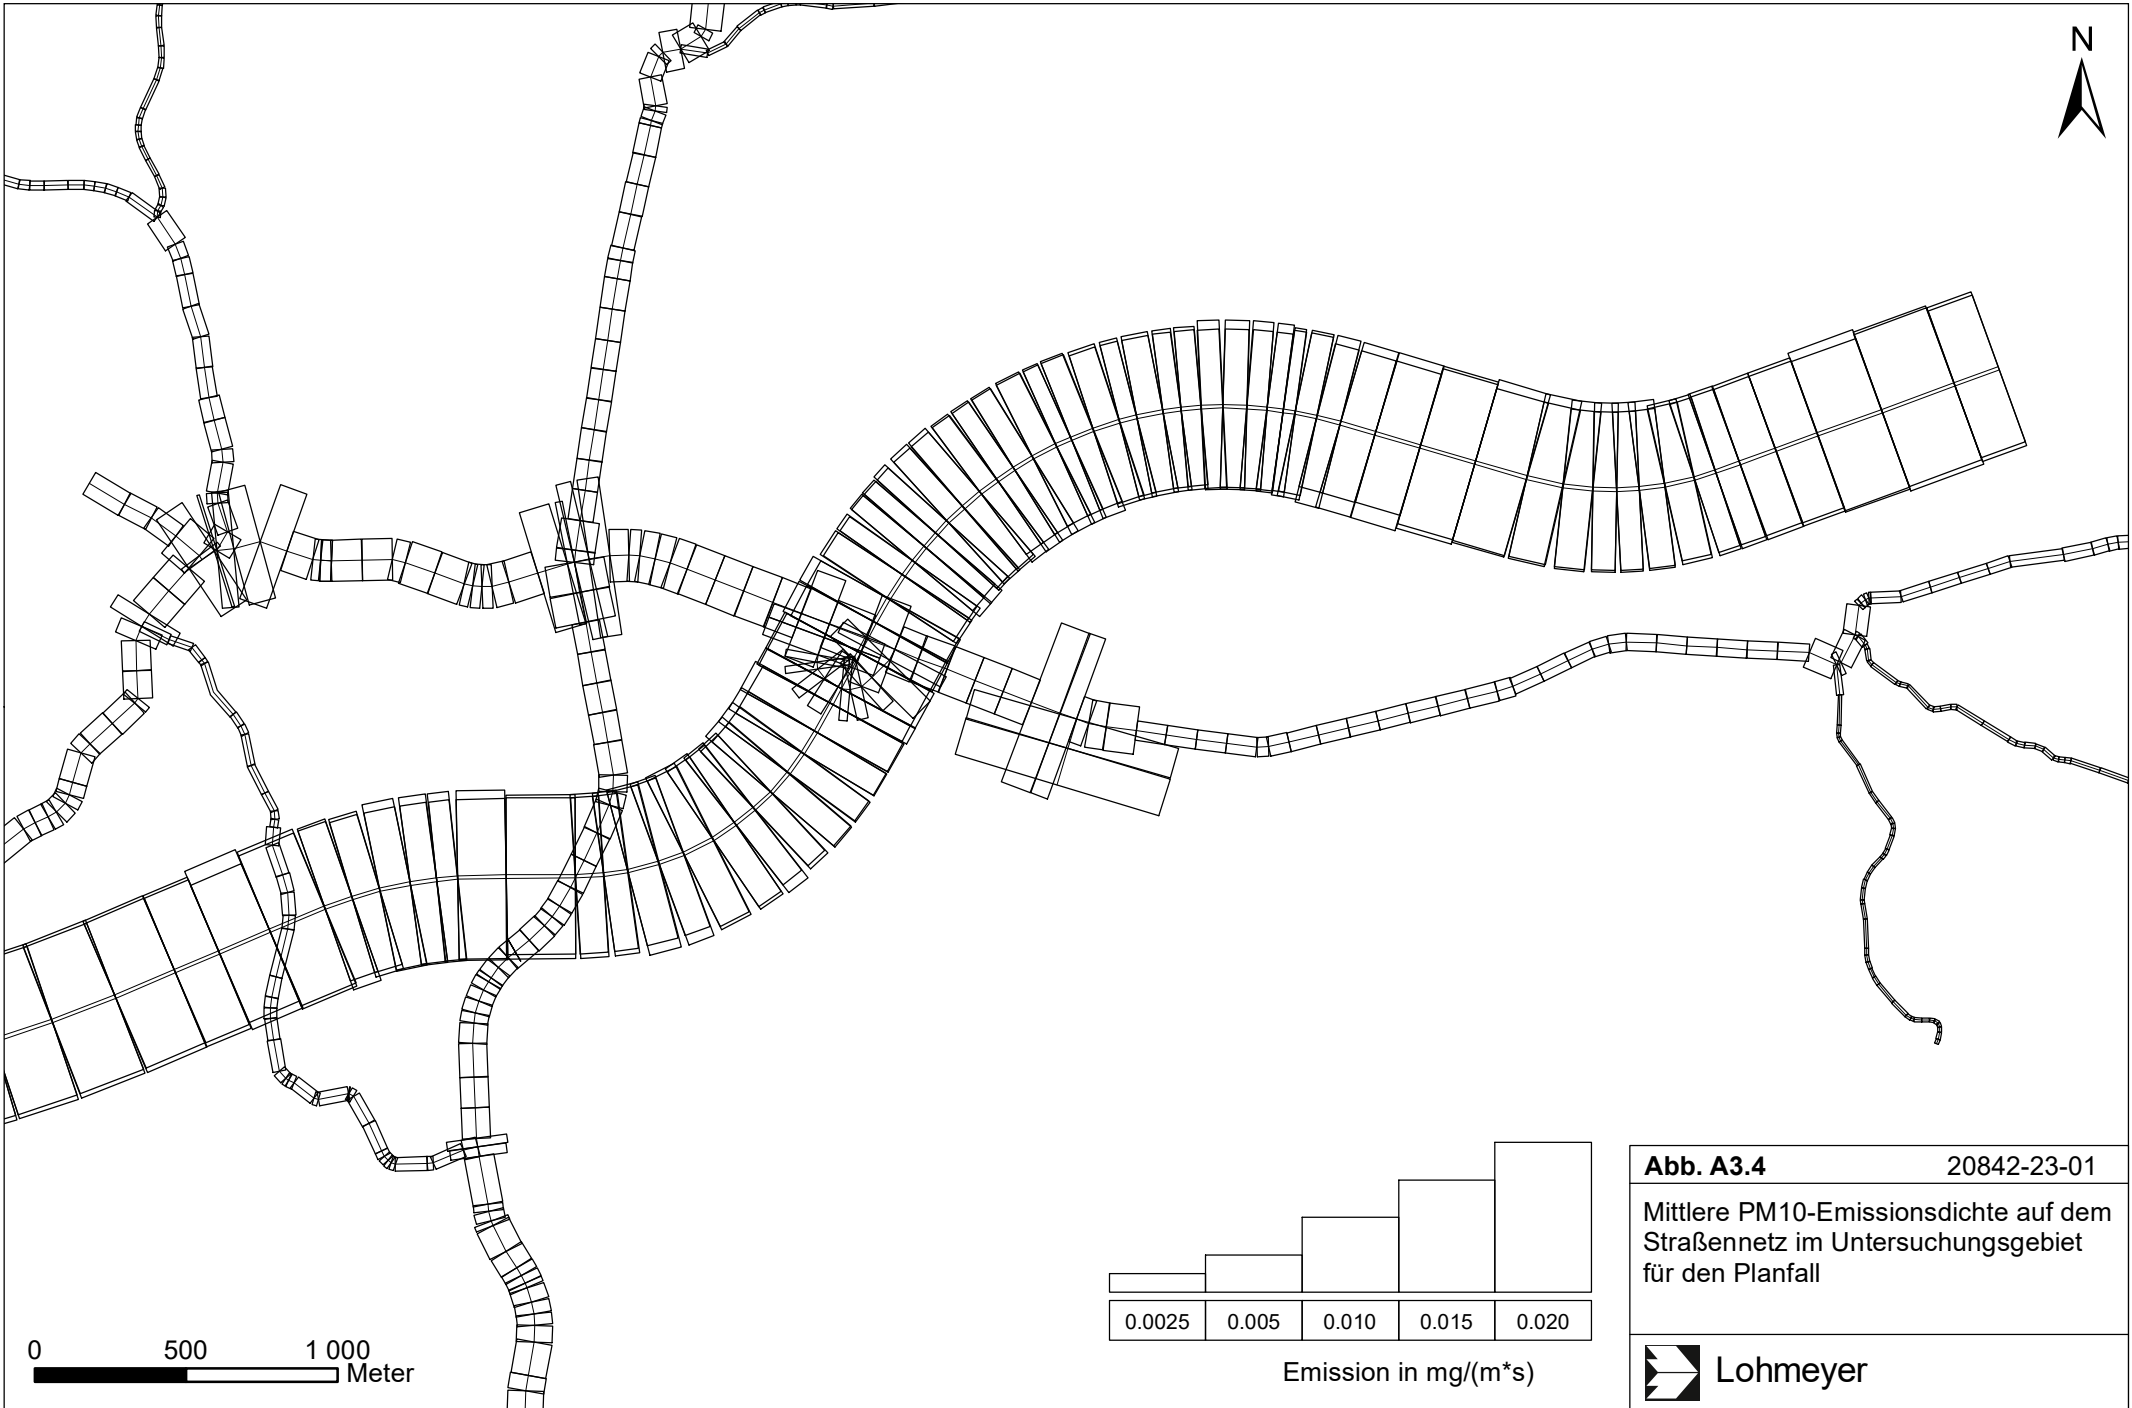 N
0 500 1 000
Meter
0.0025 0.005 0.010 0.015 0.020
Emission in mg/(m*s)
Abb. A3.4 20842-23-01
Mittlere PM10-Emissionsdichte auf dem
Straßennetz im Untersuchungsgebiet
für den Planfall
Lohmeyer